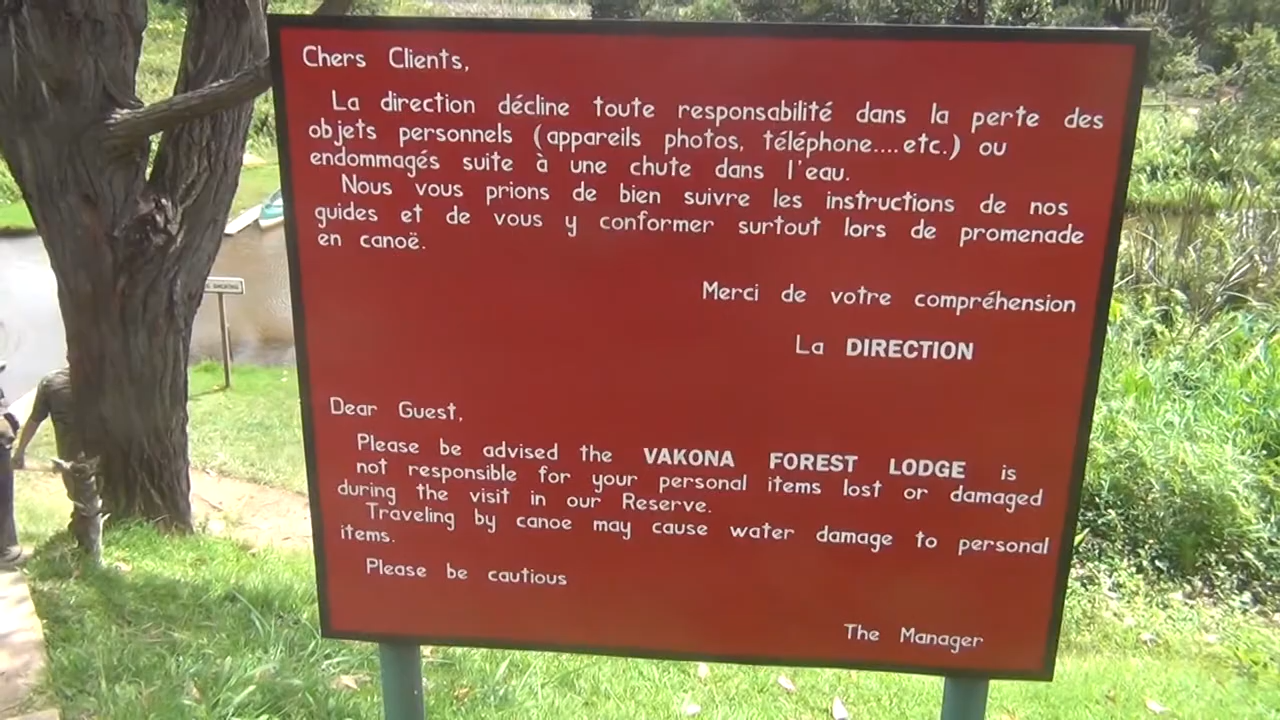 Chers Clients,
La direction décline toute responsabilité dans la perte des
objets personnels (appareils photos, téléphone....etc.) ou
endommagés suite à une chute dans l'eau.
Nous vous prions de bien suivre les instructions de nos
guides et de vous y conformer surtout lors de promenade
en canoë.
Merci de votre compréhension
La DIRECTION
Dear Guest,
Please be advised the VAKONA FOREST LODGE is
not responsible for your personal items lost or damaged
during the visit in our Reserve.
Traveling by canoe may cause water damage to personal
items.
Please be cautious
The Manager
SMOKING